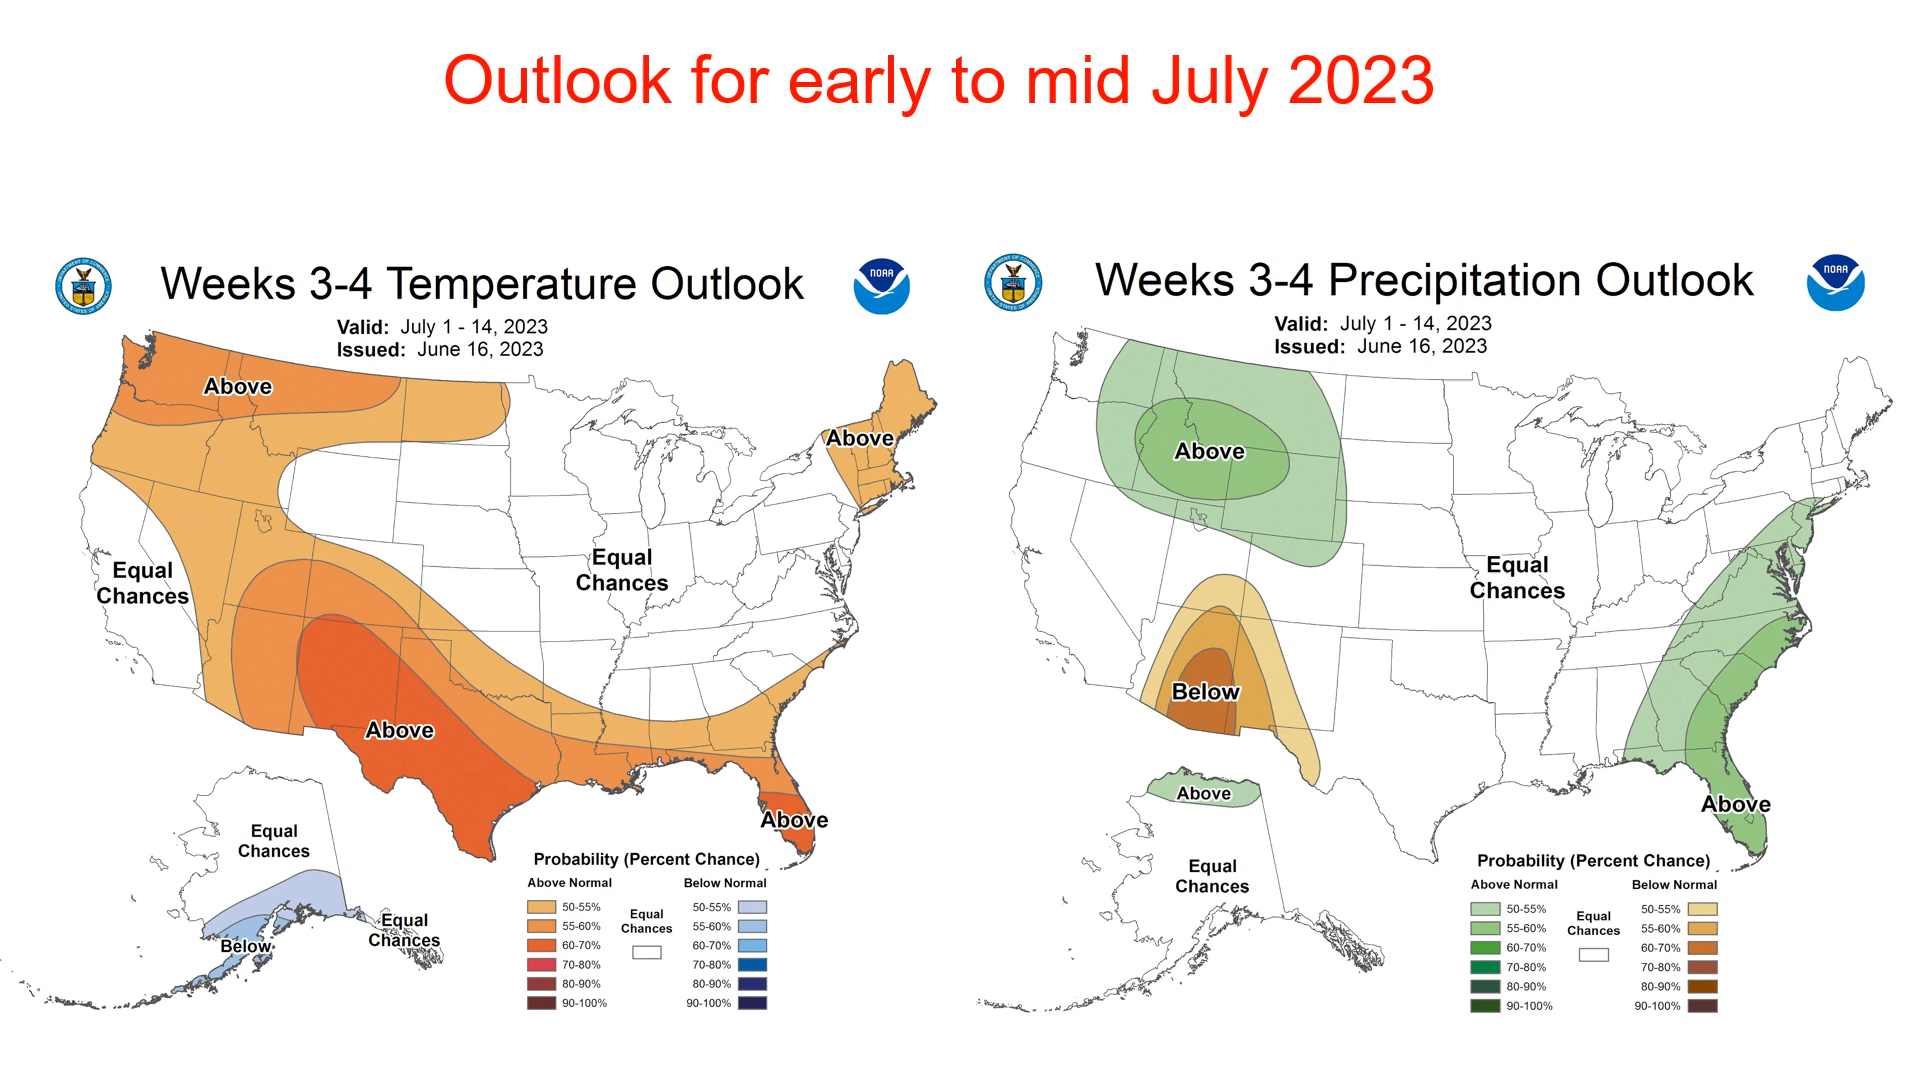 Outlook for early to mid July 2023
Weeks 3-4 Temperature Outlook
NOAA
Valid: July 1 - 14, 2023
Issued: June 16, 2023
Above
Above
Equal
Chances
Equal
Chances
Above
Above
Equal
Chances
Below
Equal
Chances
Probability (Percent Chance)
Above Normal
Below Normal
50-55%
55-60%
60-70%
70-80%
80-90%
90-100%
Equal
Chances
50-55%
55-60%
60-70%
70-80%
80-90%
90-100%
Weeks 3-4 Precipitation Outlook
NOAA
Valid: July 1 - 14, 2023
Issued: June 16, 2023
Above
Equal
Chances
Below
Above
Above
Equal
Chances
Probability (Percent Chance)
Above Normal
Below Normal
50-55%
55-60%
60-70%
70-80%
80-90%
90-100%
Equal
Chances
50-55%
55-60%
60-70%
70-80%
80-90%
90-100%